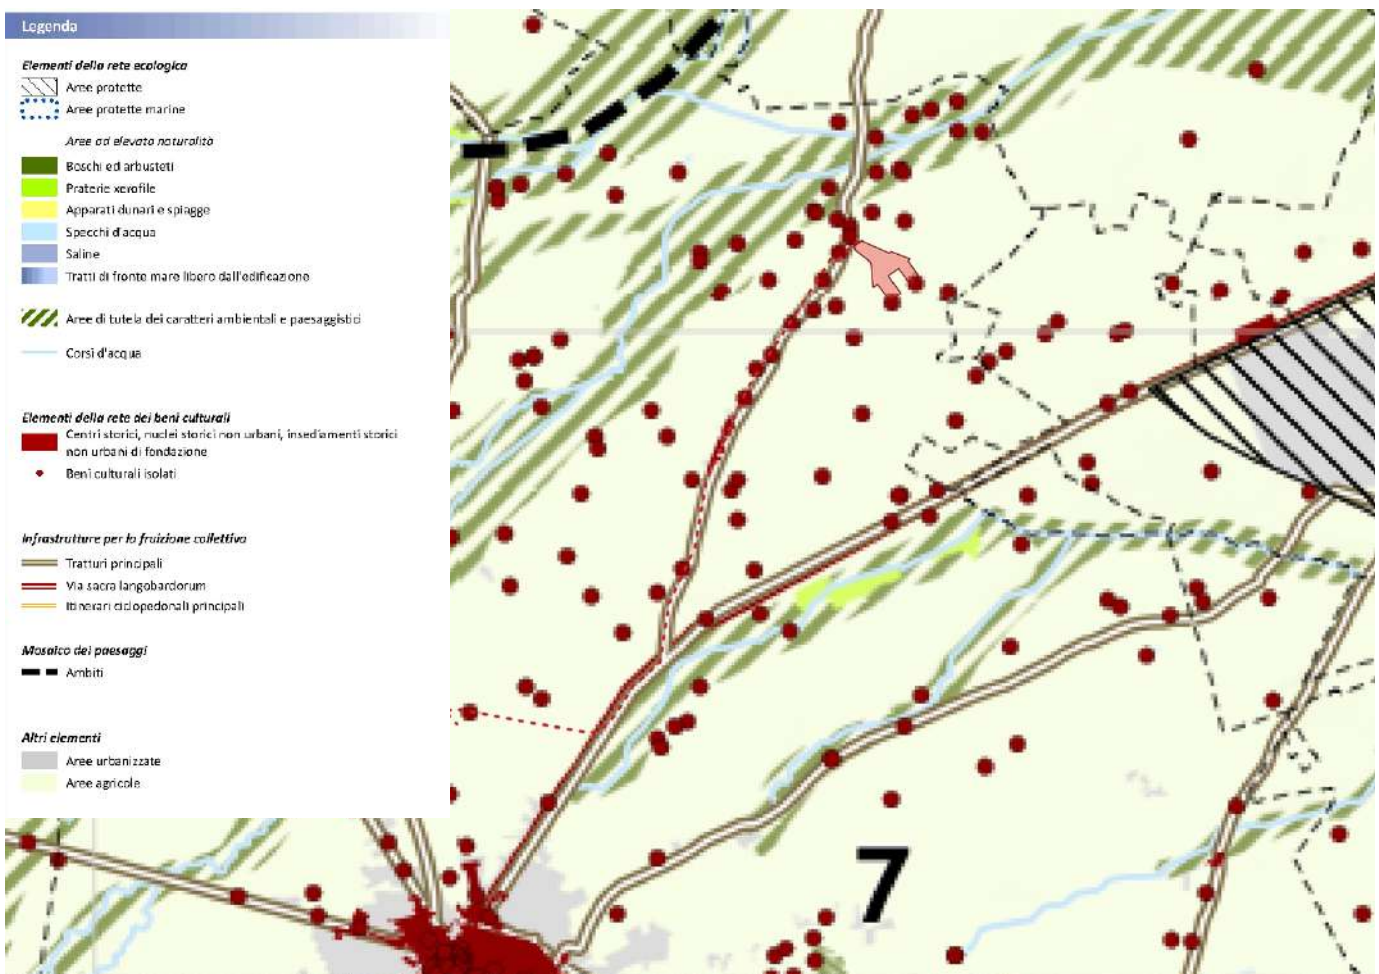 Legenda
Elementi della rete ecologica
Aree protette
Aree protette marine
Aree ad elevata naturalità
Boschi ed arbusteti
Praterie xerofile
Apparati dunari e spiagge
Specchi d'acqua
Saline
Tratti di fronte mare libero dall'edificazione
Aree di tutela dei caratteri ambientali e paesaggistici
Corsi d'acqua
Elementi della rete dei beni culturali
Centri storici, nuclei storici non urbani, insediamenti storici
non urbani di fondazione
Beni culturali isolati
Infrastrutture per la fruizione collettiva
Tratturi principali
Via sacra langobardorum
Itinerari ciclopedonali principali
Mosaico dei paesaggi
Ambiti
Altri elementi
Aree urbanizzate
Aree agricole
7